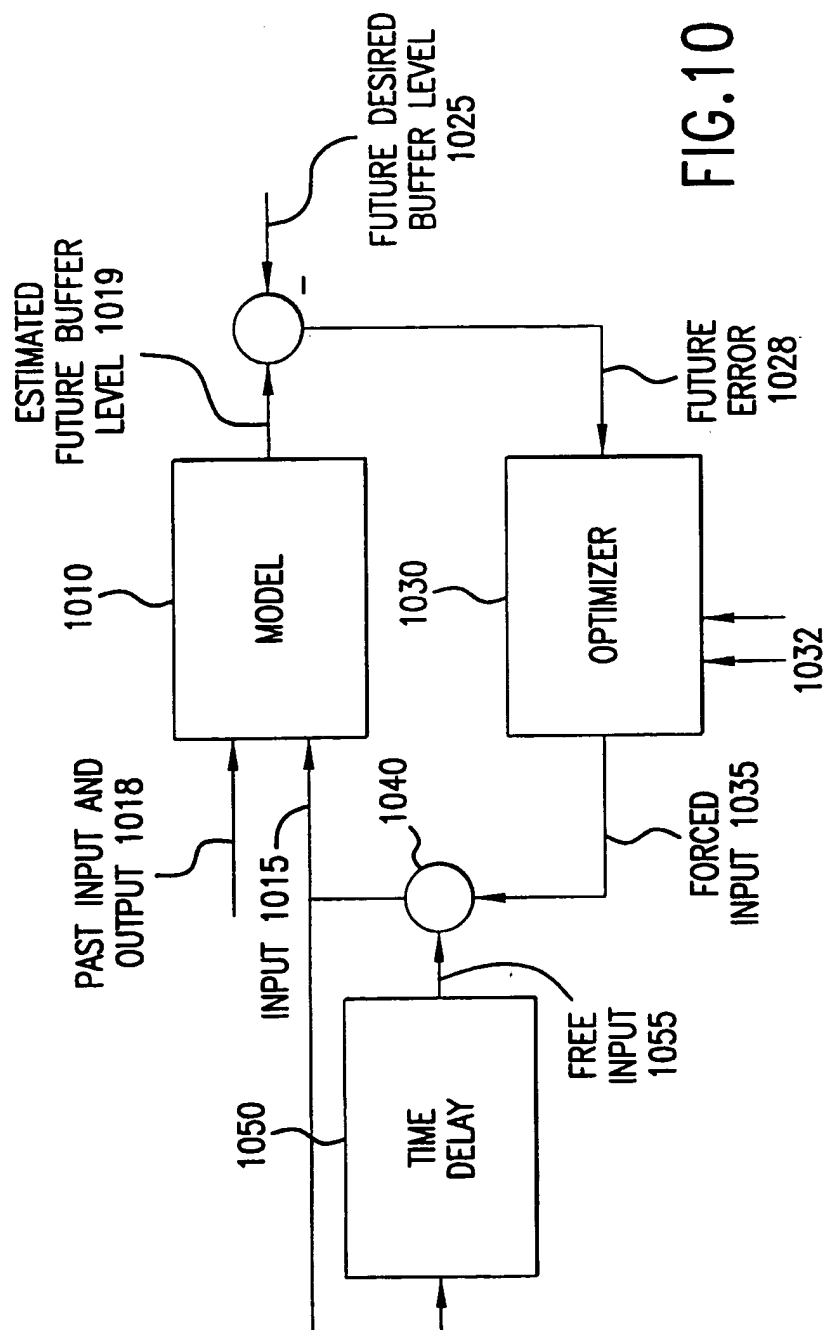 ESTIMATED
FUTURE BUFFER
LEVEL 1019
1010
PAST INPUT AND
OUTPUT 1018
MODEL
INPUT 1015
-
FUTURE DESIRED
BUFFER LEVEL
1025
1050
1040
1030
TIME
DELAY
OPTIMIZER
FREE
INPUT
1055
FORCED
INPUT 1035
1032
FUTURE
ERROR
1028
FIG.10